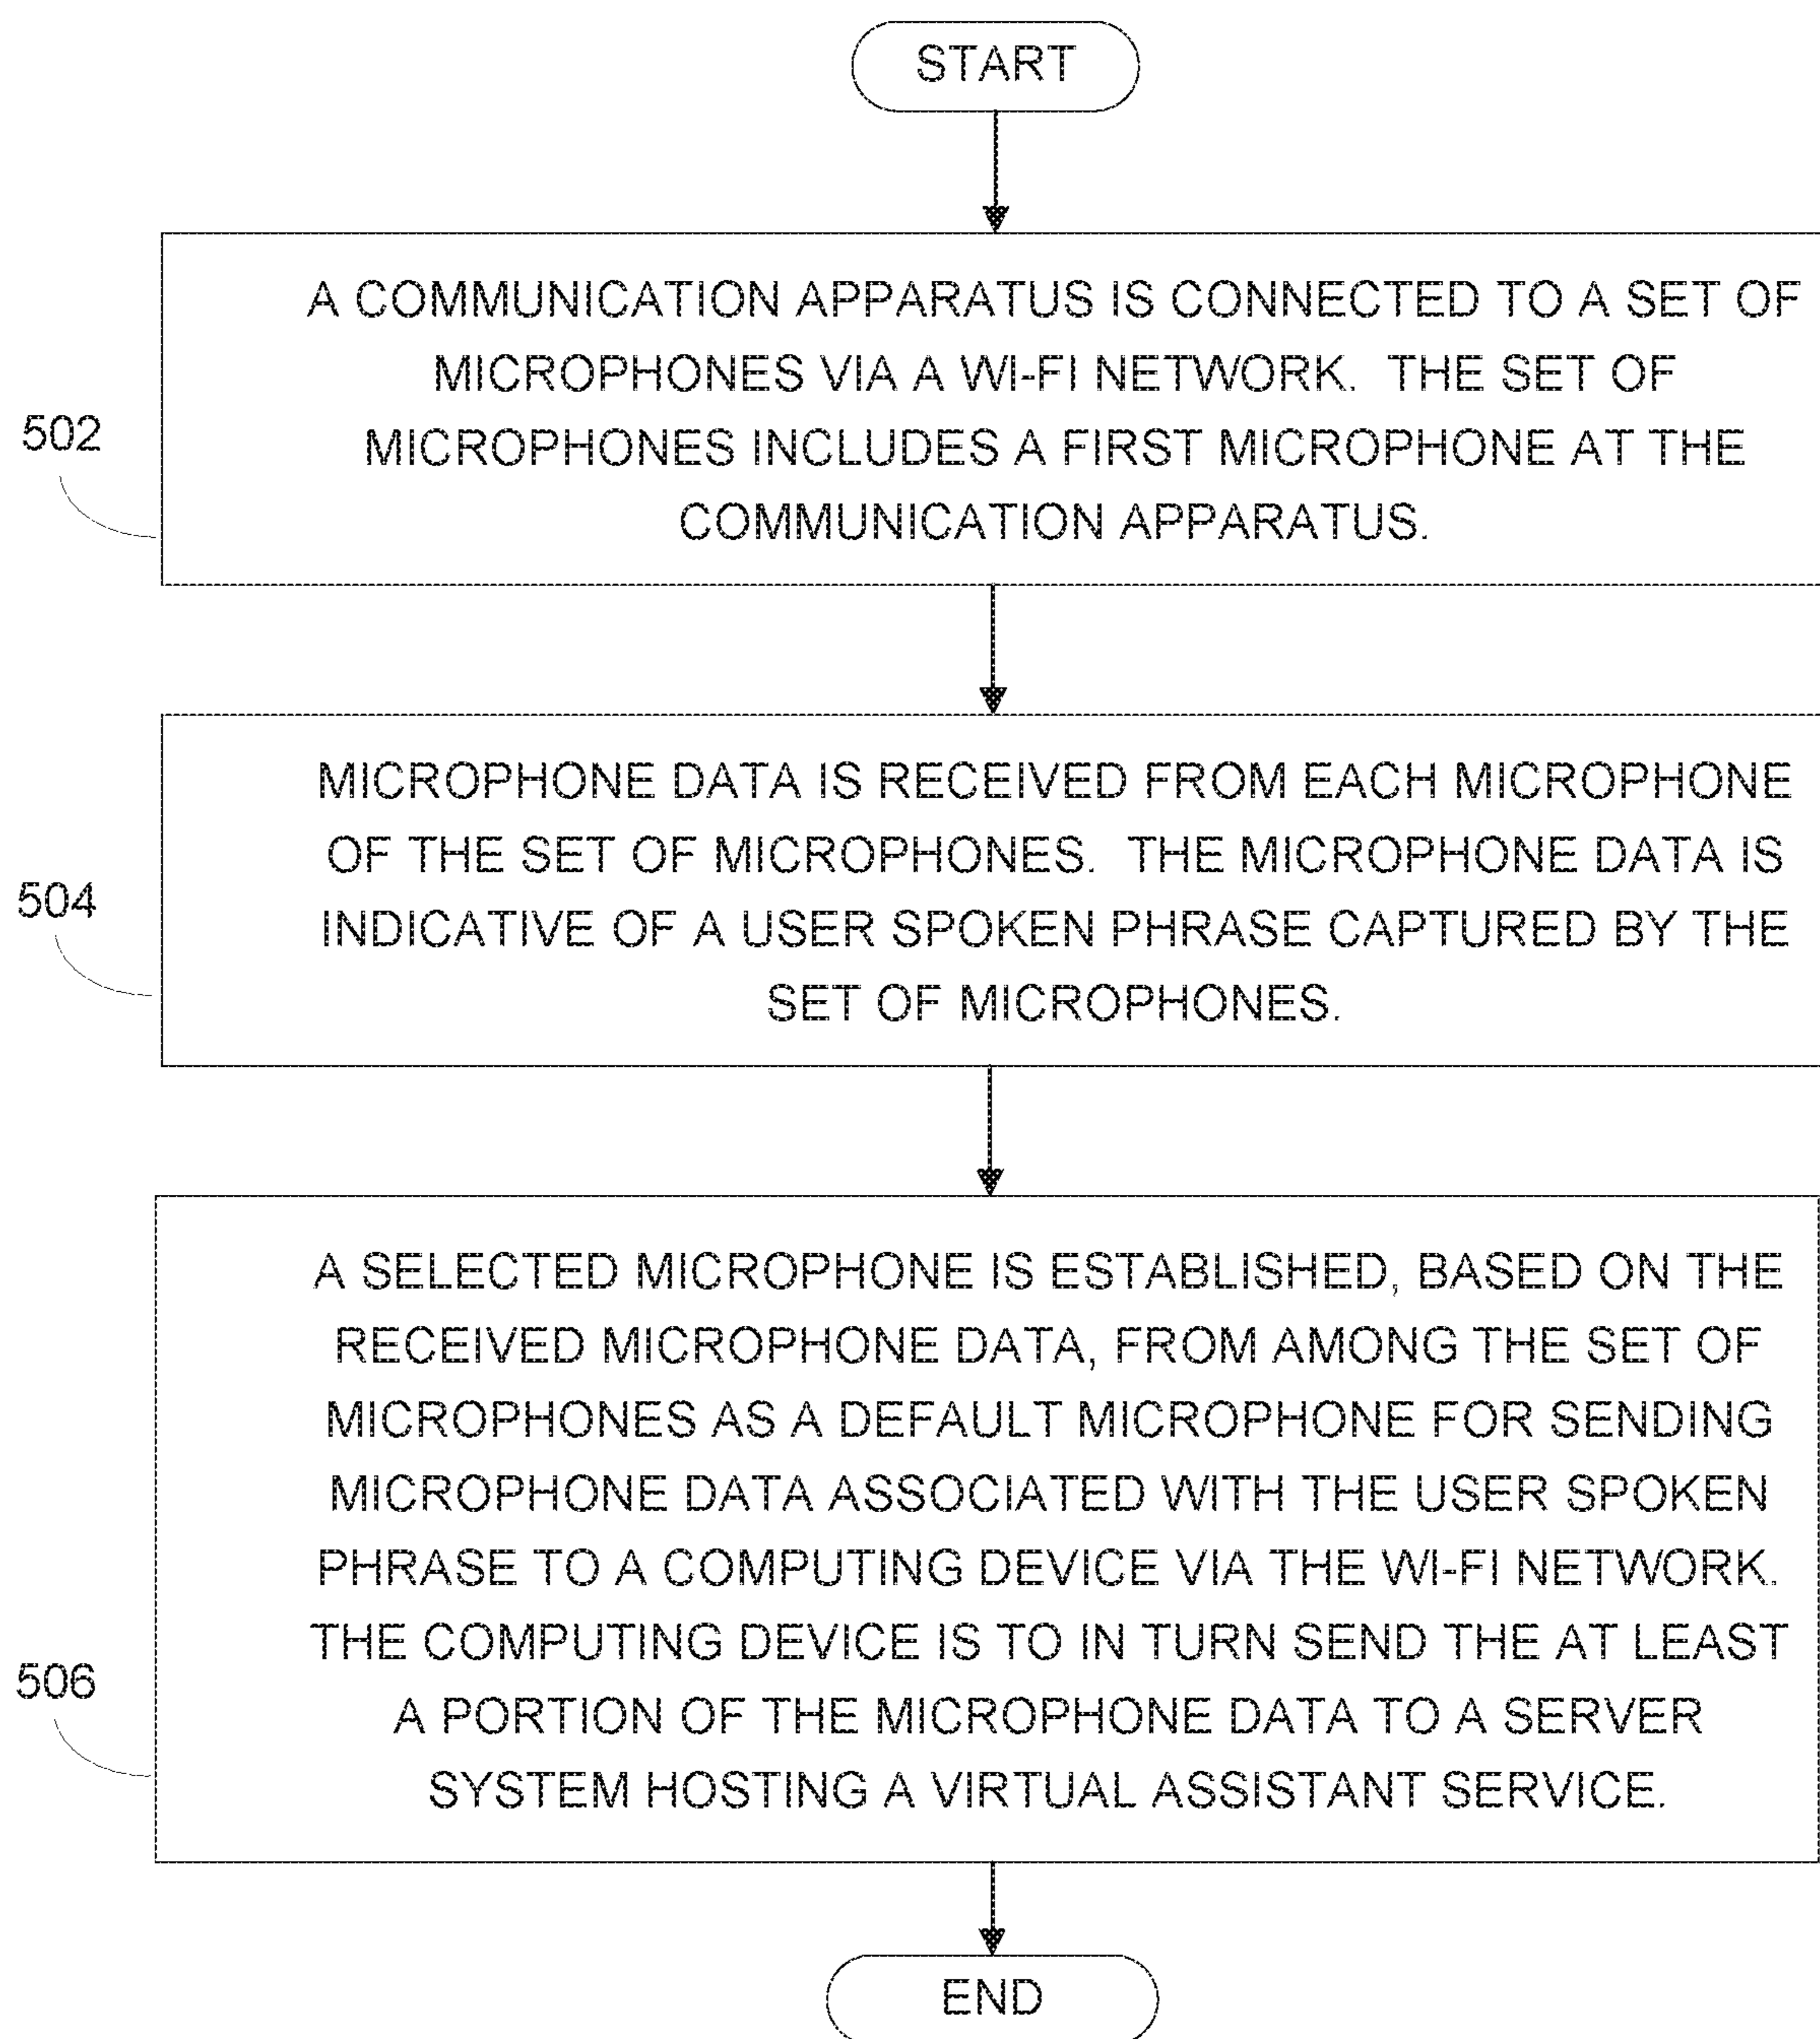 START
A COMMUNICATION APPARATUS IS CONNECTED TO A SET OF
MICROPHONES VIA A WI-FI NETWORK. THE SET OF
MICROPHONES INCLUDES A FIRST MICROPHONE AT THE
COMMUNICATION APPARATUS.
502
MICROPHONE DATA IS RECEIVED FROM EACH MICROPHONE
OF THE SET OF MICROPHONES. THE MICROPHONE DATA IS
INDICATIVE OF A USER SPOKEN PHRASE CAPTURED BY THE
SET OF MICROPHONES.
504
A SELECTED MICROPHONE IS ESTABLISHED, BASED ON THE
RECEIVED MICROPHONE DATA, FROM AMONG THE SET OF
MICROPHONES AS A DEFAULT MICROPHONE FOR SENDING
MICROPHONE DATA ASSOCIATED WITH THE USER SPOKEN
PHRASE TO A COMPUTING DEVICE VIA THE WI-FI NETWORK.
THE COMPUTING DEVICE IS TO IN TURN SEND THE AT LEAST
A PORTION OF THE MICROPHONE DATA TO A SERVER
SYSTEM HOSTING A VIRTUAL ASSISTANT SERVICE.
506
END